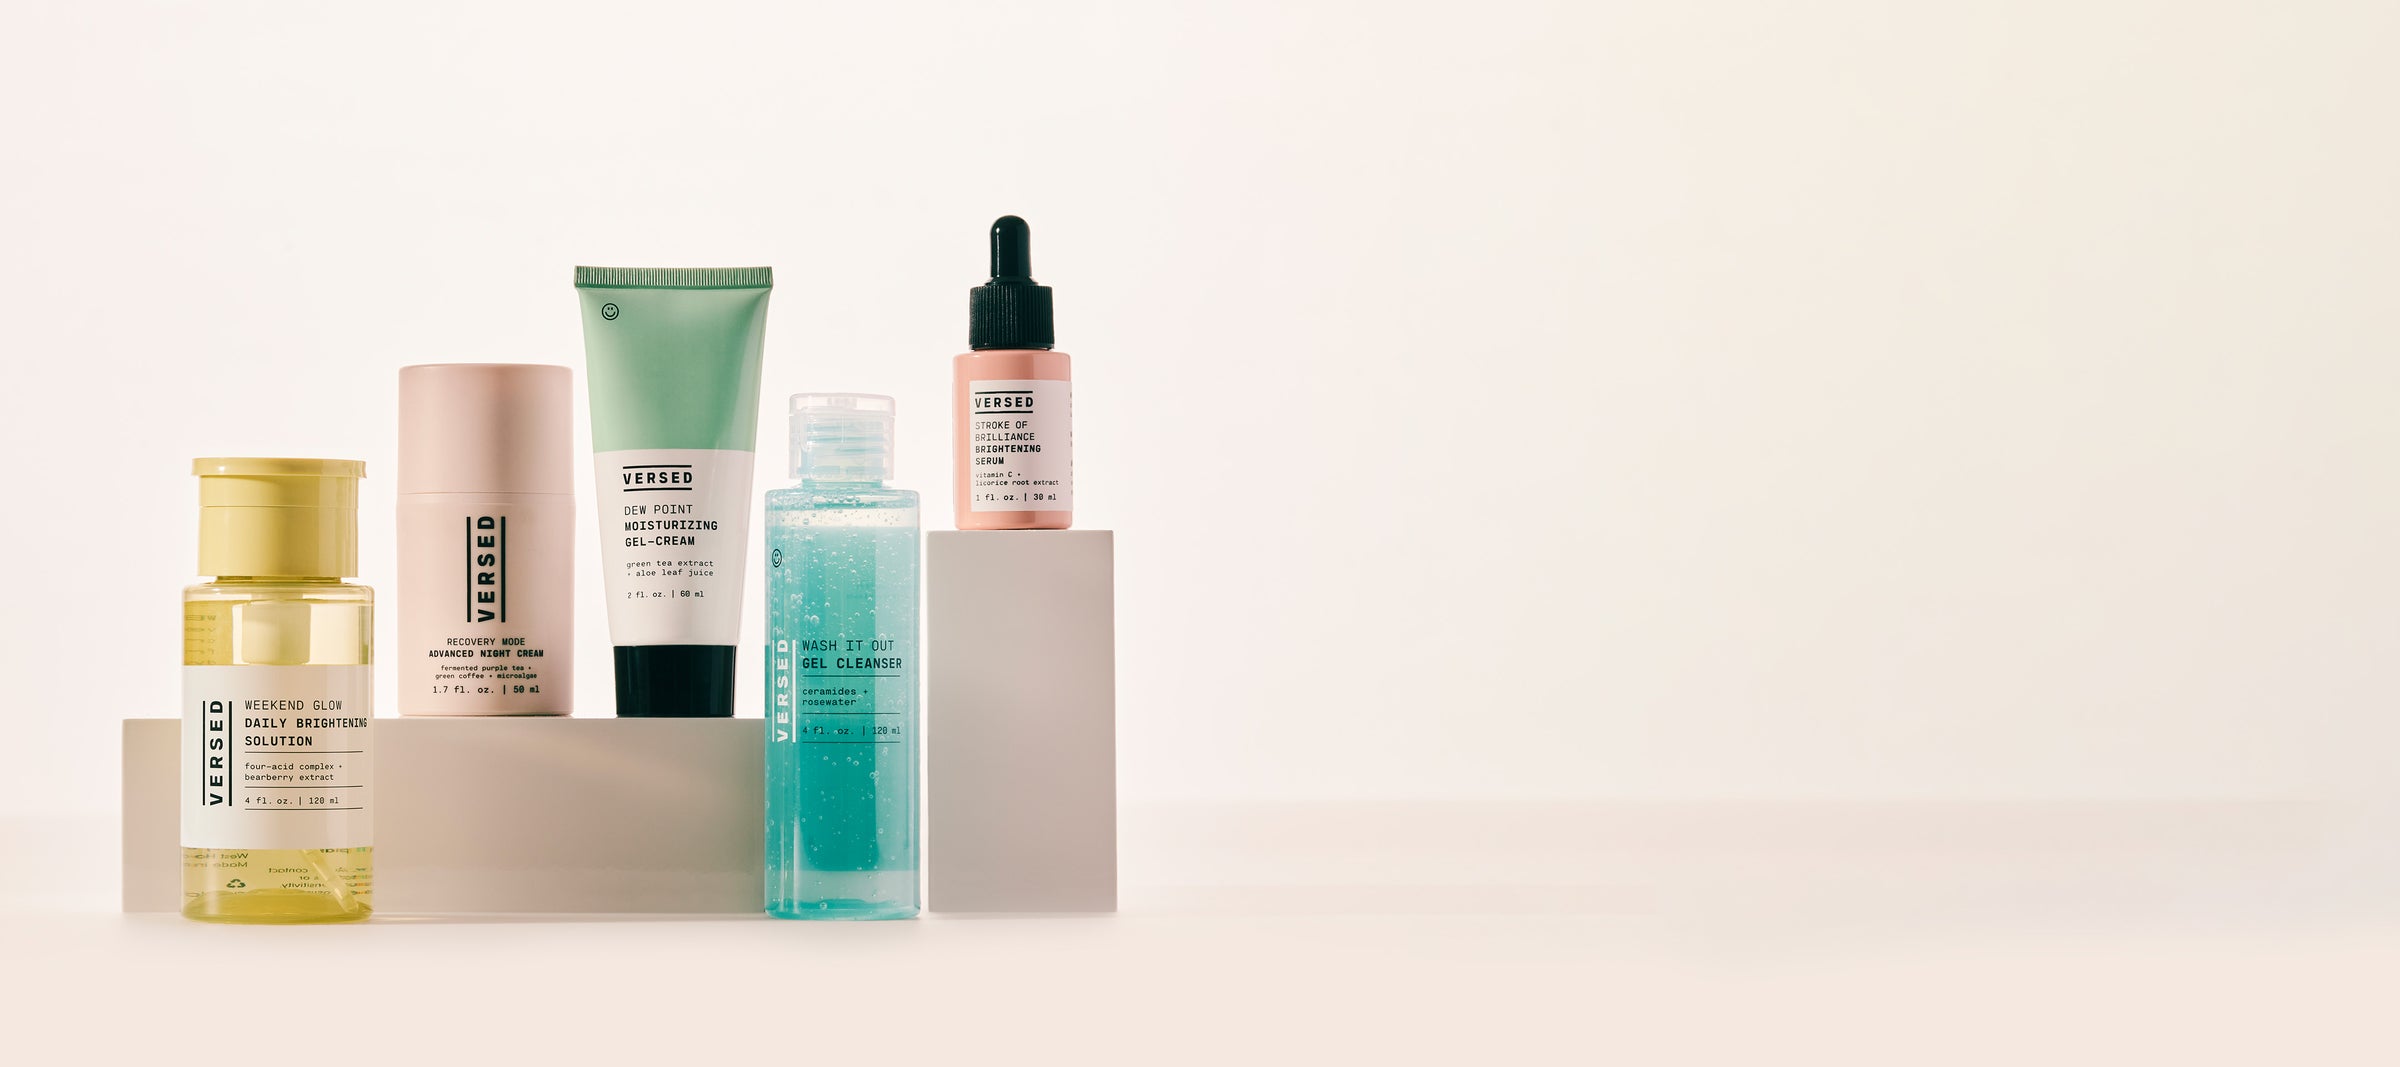 VERSED
WEEKEND GLOW
DAILY BRIGHTENING
SOLUTION
four-acid complex +
bearberry extract
4 fl. oz. | 120 ml
VERSED
RECOVERY MODE
ADVANCED NIGHT CREAM
fermented purple tea +
green coffee + microalgae
1.7 fl. oz. | 50 ml
VERSED
DEW POINT
MOISTURIZING
GEL-CREAM
green tea extract
+ aloe leaf juice
2 fl. oz. | 60 ml
VERSED
WASH IT OUT
GEL CLEANSER
ceramides +
rosewater
4 fl. oz. | 120 ml
VERSED
STROKE OF
BRILLIANCE
BRIGHTENING
SERUM
vitamin C +
licorice root extract
1 fl. oz. | 30 ml